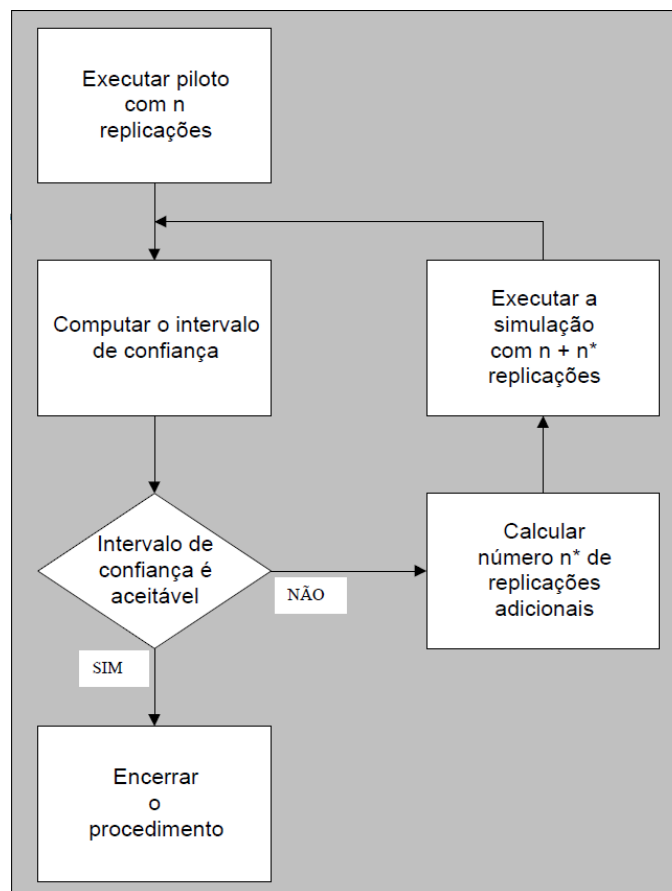 Executar piloto
com n
replicações
Computar o intervalo
de confiança
Executar a
simulação
com n + n*
replicações
Intervalo de
confiança é
aceitável
NÃO
Calcular
número n* de
replicações
adicionais
SIM
Encerrar
o
procedimento